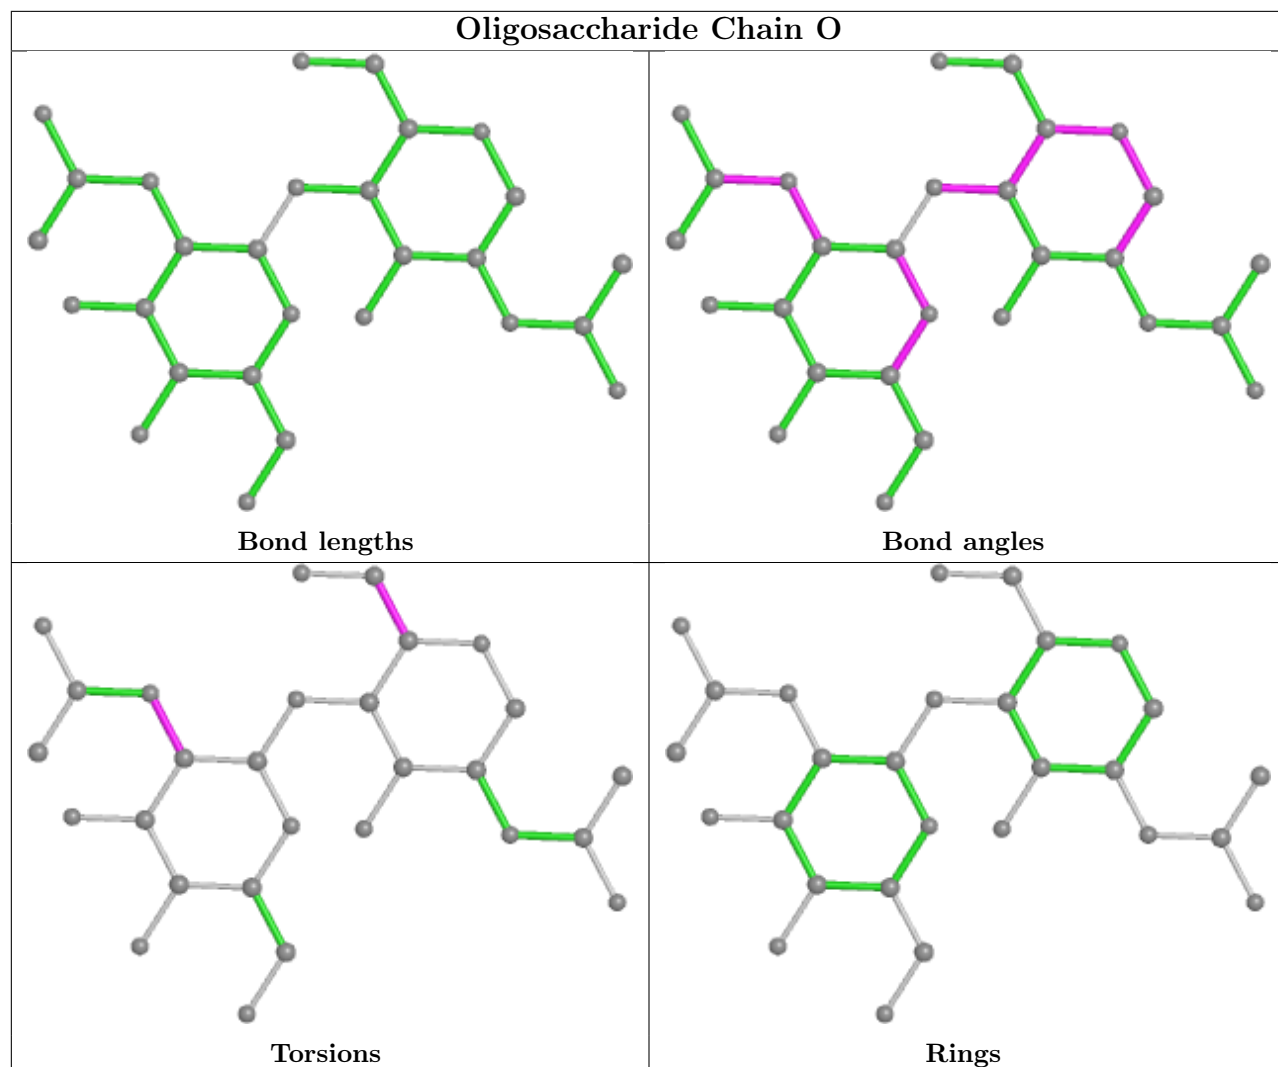 Oligosaccharide Chain O
Bond lengths
Bond angles
Torsions
Rings